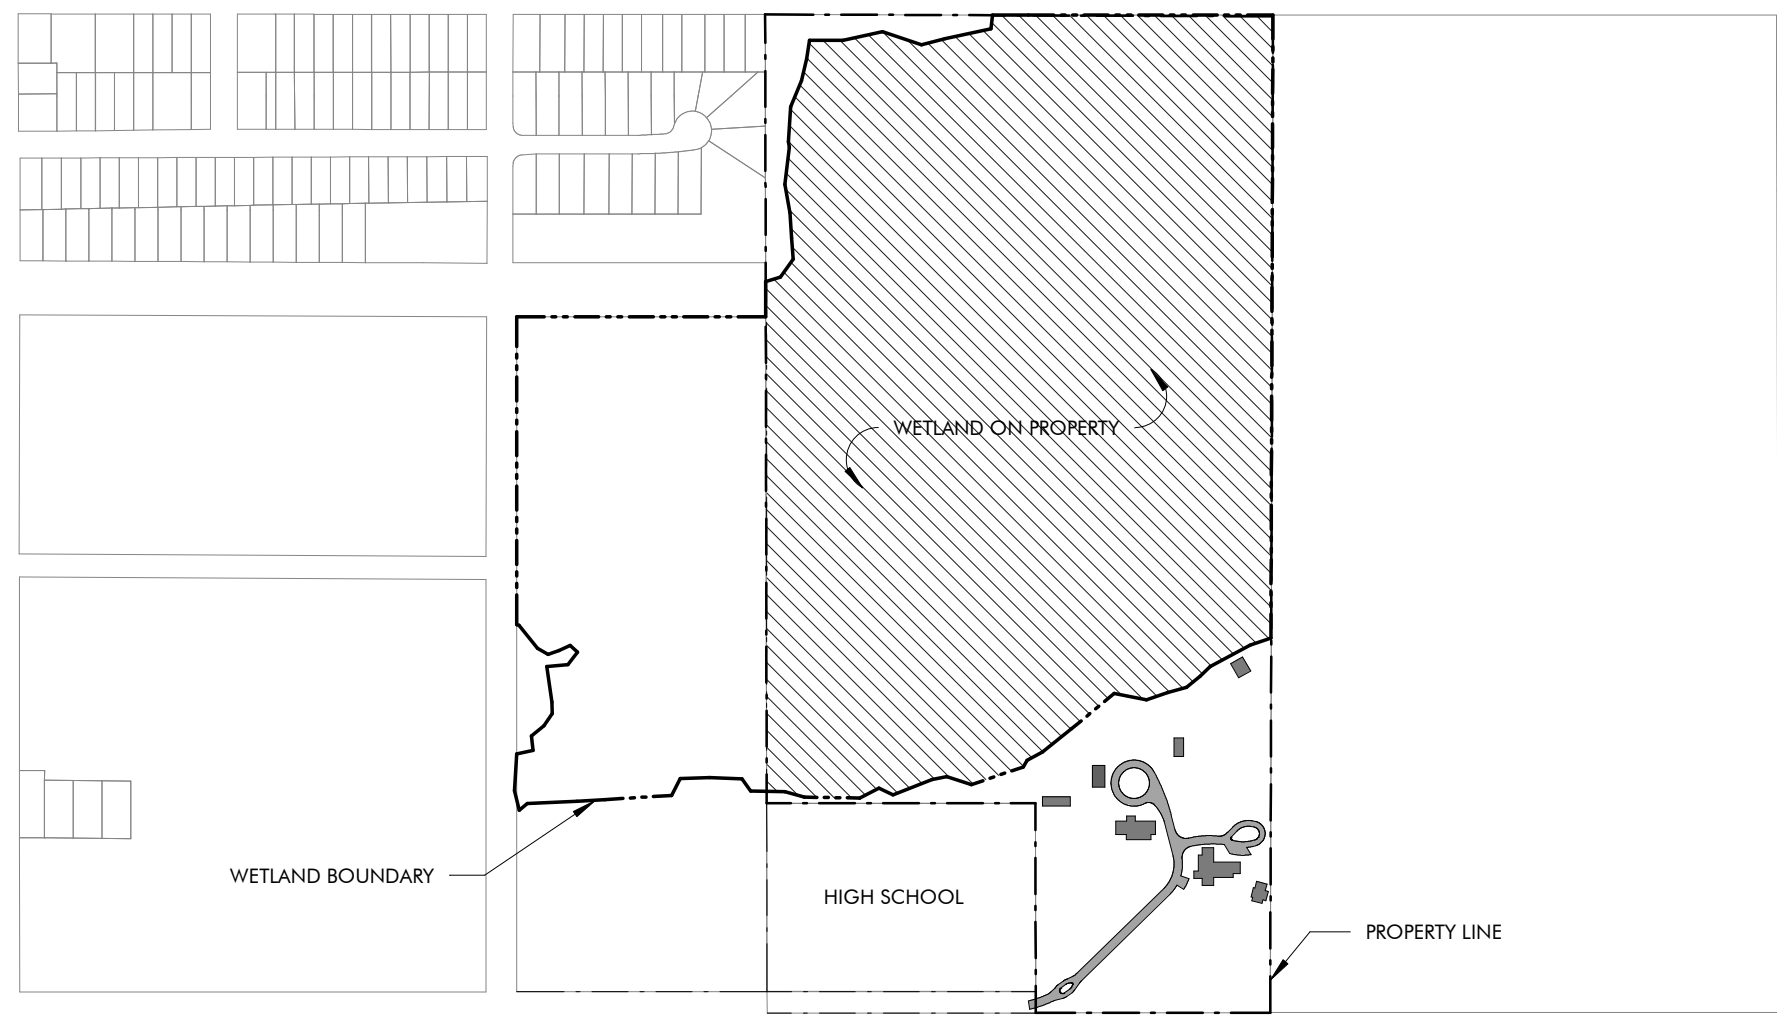 WETLAND ON PROPERTY
WETLAND BOUNDARY
HIGH SCHOOL
PROPERTY LINE